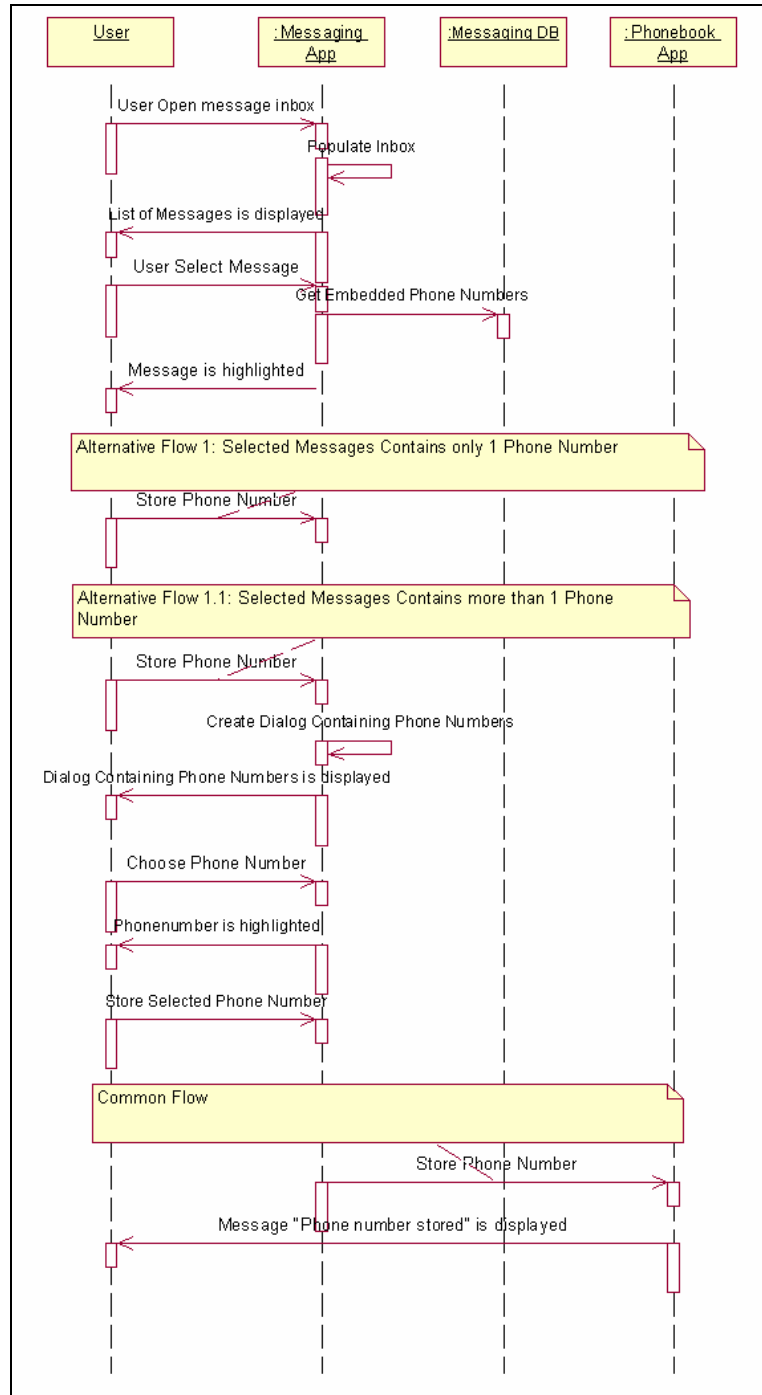 User
: Messaging
App
:Messaging DB
: Phonebook
App
User Open message inbox
Populate Inbox
List of Messages is displayed
User Select Message
Get Embedded Phone Numbers
Message is highlighted
Alternative Flow 1: Selected Messages Contains only 1 Phone Number
Store Phone Number
Alternative Flow 1.1: Selected Messages Contains more than 1 Phone
Number
Store Phone Number
Create Dialog Containing Phone Numbers
Dialog Containing Phone Numbers is displayed
Choose Phone Number
Phonenumber is highlighted
Store Selected Phone Number
Common Flow
Store Phone Number
Message "Phone number stored" is displayed